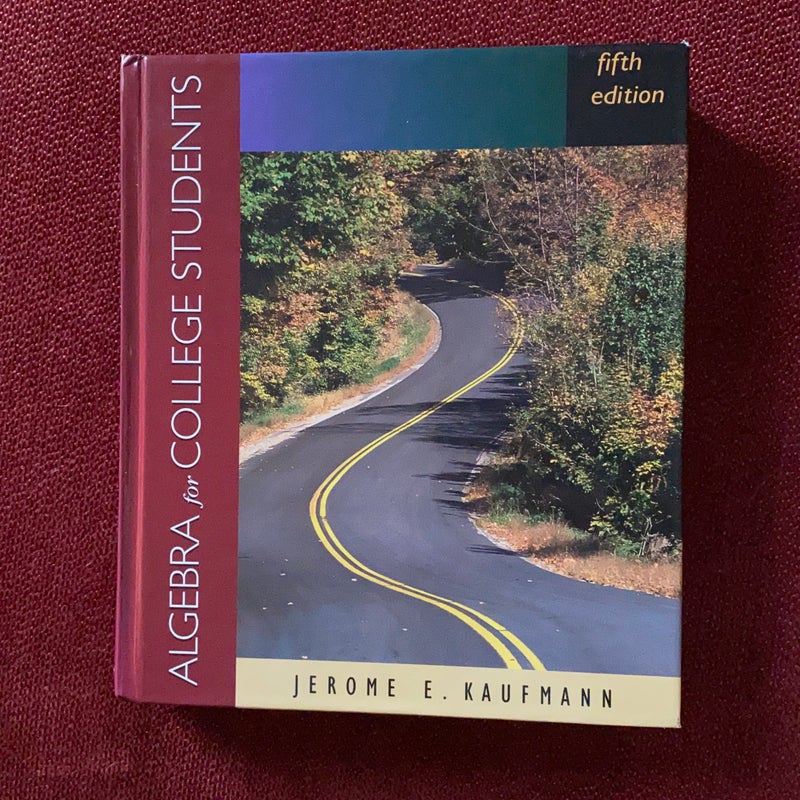 fifth
edition
ALGEBRA for COLLEGE STUDENTS
JEROME E. KAUFMANN